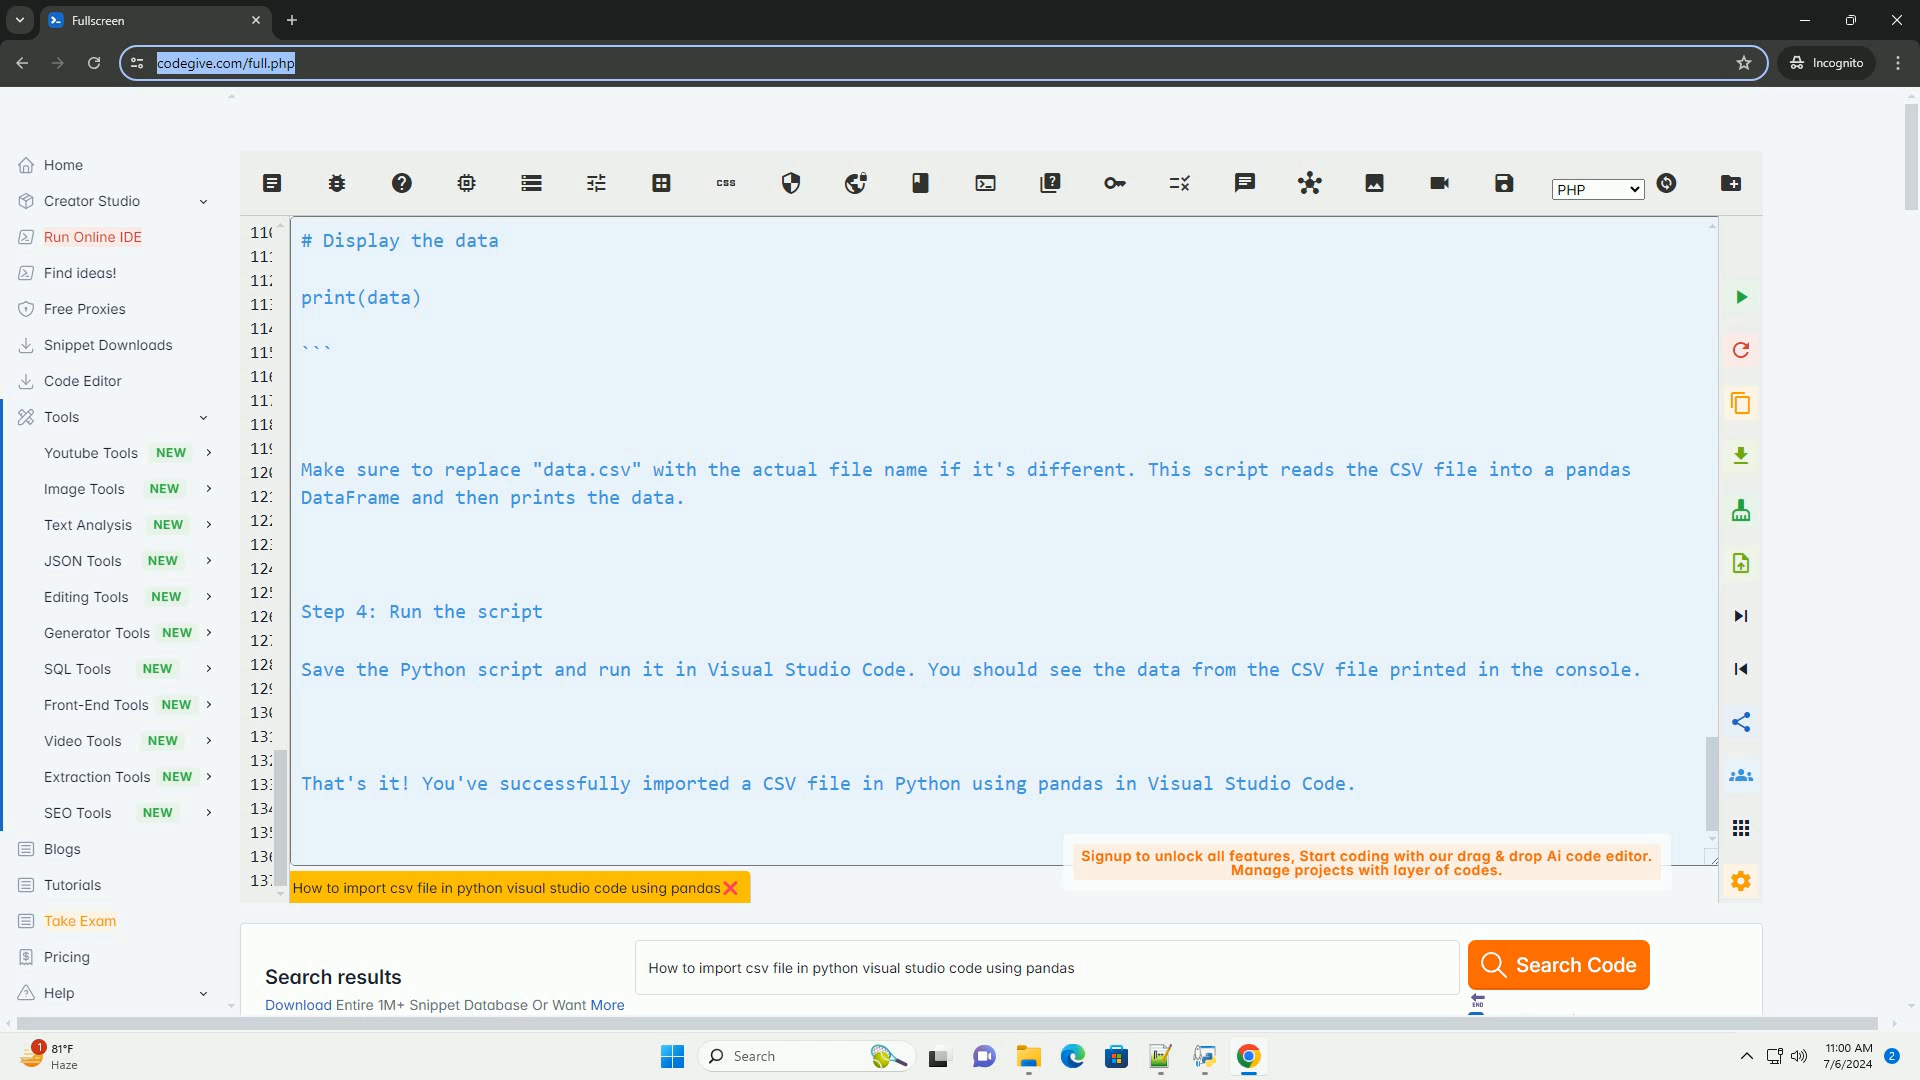 Fullscreen
codegive.com/full.php
Incognito
Home
Creator Studio
Run Online IDE
Find ideas!
Free Proxies
Snippet Downloads
Code Editor
Tools
Youtube Tools NEW
Image Tools NEW
Text Analysis NEW
JSON Tools NEW
Editing Tools NEW
Generator Tools NEW
SQL Tools NEW
Front-End Tools NEW
Video Tools NEW
Extraction Tools NEW
SEO Tools NEW
Blogs
Tutorials
Take Exam
Pricing
Help
css
PHP
# Display the data
print(data)
```
Make sure to replace "data.csv" with the actual file name if it's different. This script reads the CSV file into a pandas
DataFrame and then prints the data.
Step 4: Run the script
Save the Python script and run it in Visual Studio Code. You should see the data from the CSV file printed in the console.
That's it! You've successfully imported a CSV file in Python using pandas in Visual Studio Code.
Signup to unlock all features, Start coding with our drag & drop Ai code editor.
Manage projects with layer of codes.
How to import csv file in python visual studio code using pandas
Search results
How to import csv file in python visual studio code using pandas
Search Code
Download Entire 1M+ Snippet Database Or Want More
END
1
81°F
Haze
Search
11:00 AM
7/6/2024
2